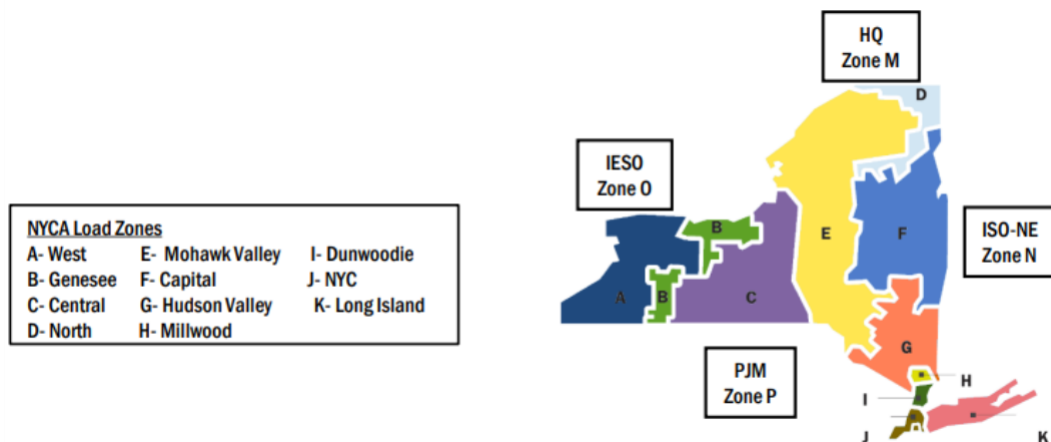 NYCA Load Zones
A- West E- Mohawk Valley I- Dunwoodie
B- Genesee F- Capital J- NYC
C- Central G- Hudson Valley K- Long Island
D- North H- Millwood
HQ
Zone M
D
IESO
Zone O
B
E
F
ISO-NE
Zone N
A
B
C
G
PJM
Zone P
H
I
J
K